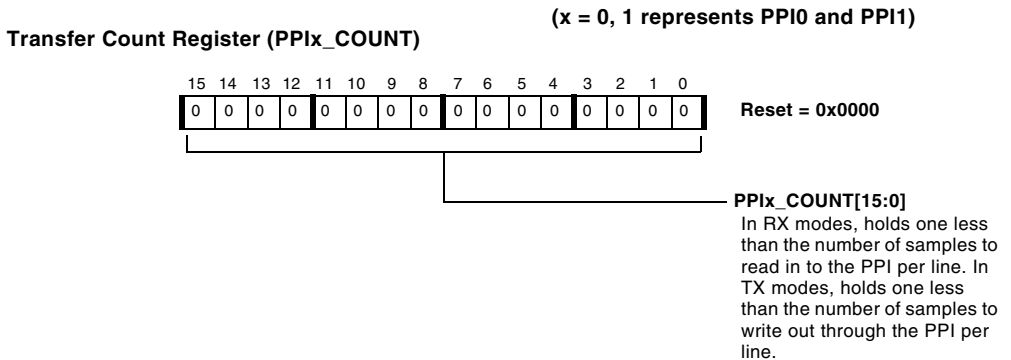 (x = 0, 1 represents PPI0 and PPI1)
Transfer Count Register (PPIx_COUNT)
15 14 13 12 11 10 9 8 7 6 5 4 3 2 1 0
0 0 0 0 0 0 0 0 0 0 0 0 0 0 0 0
Reset = 0x0000
PPIx_COUNT[15:0]
In RX modes, holds one less
than the number of samples to
read in to the PPI per line. In
TX modes, holds one less
than the number of samples to
write out through the PPI per
line.